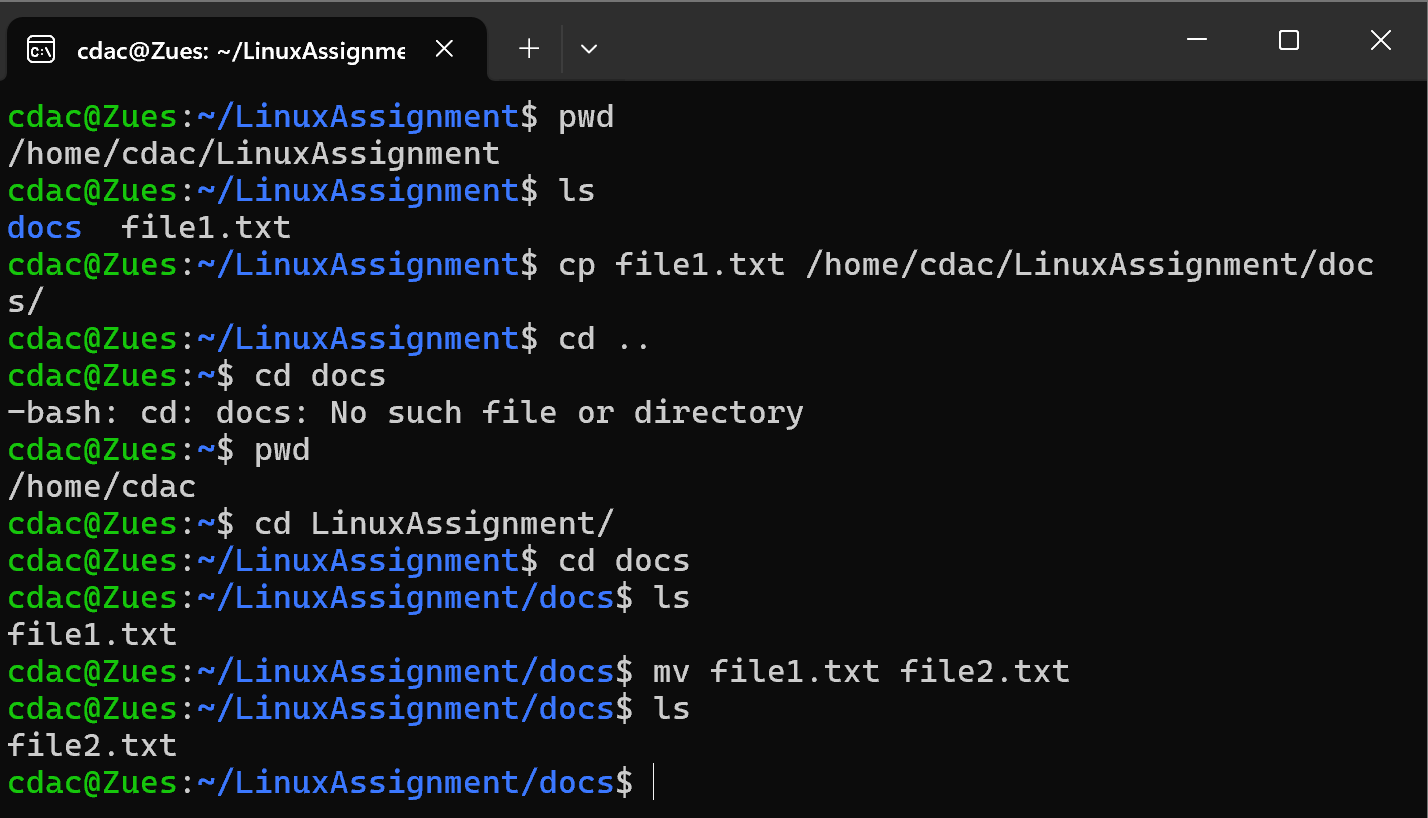 cdac@Zues: ~/LinuxAssignme
cdac@Zues:~/LinuxAssignment$ pwd
/home/cdac/LinuxAssignment
cdac@Zues:~/LinuxAssignment$ ls
docs  file1.txt
cdac@Zues:~/LinuxAssignment$ cp file1.txt /home/cdac/LinuxAssignment/doc
s/
cdac@Zues:~/LinuxAssignment$ cd ..
cdac@Zues:~$ cd docs
-bash: cd: docs: No such file or directory
cdac@Zues:~$ pwd
/home/cdac
cdac@Zues:~$ cd LinuxAssignment/
cdac@Zues:~/LinuxAssignment$ cd docs
cdac@Zues:~/LinuxAssignment/docs$ ls
file1.txt
cdac@Zues:~/LinuxAssignment/docs$ mv file1.txt file2.txt
cdac@Zues:~/LinuxAssignment/docs$ ls
file2.txt
cdac@Zues:~/LinuxAssignment/docs$